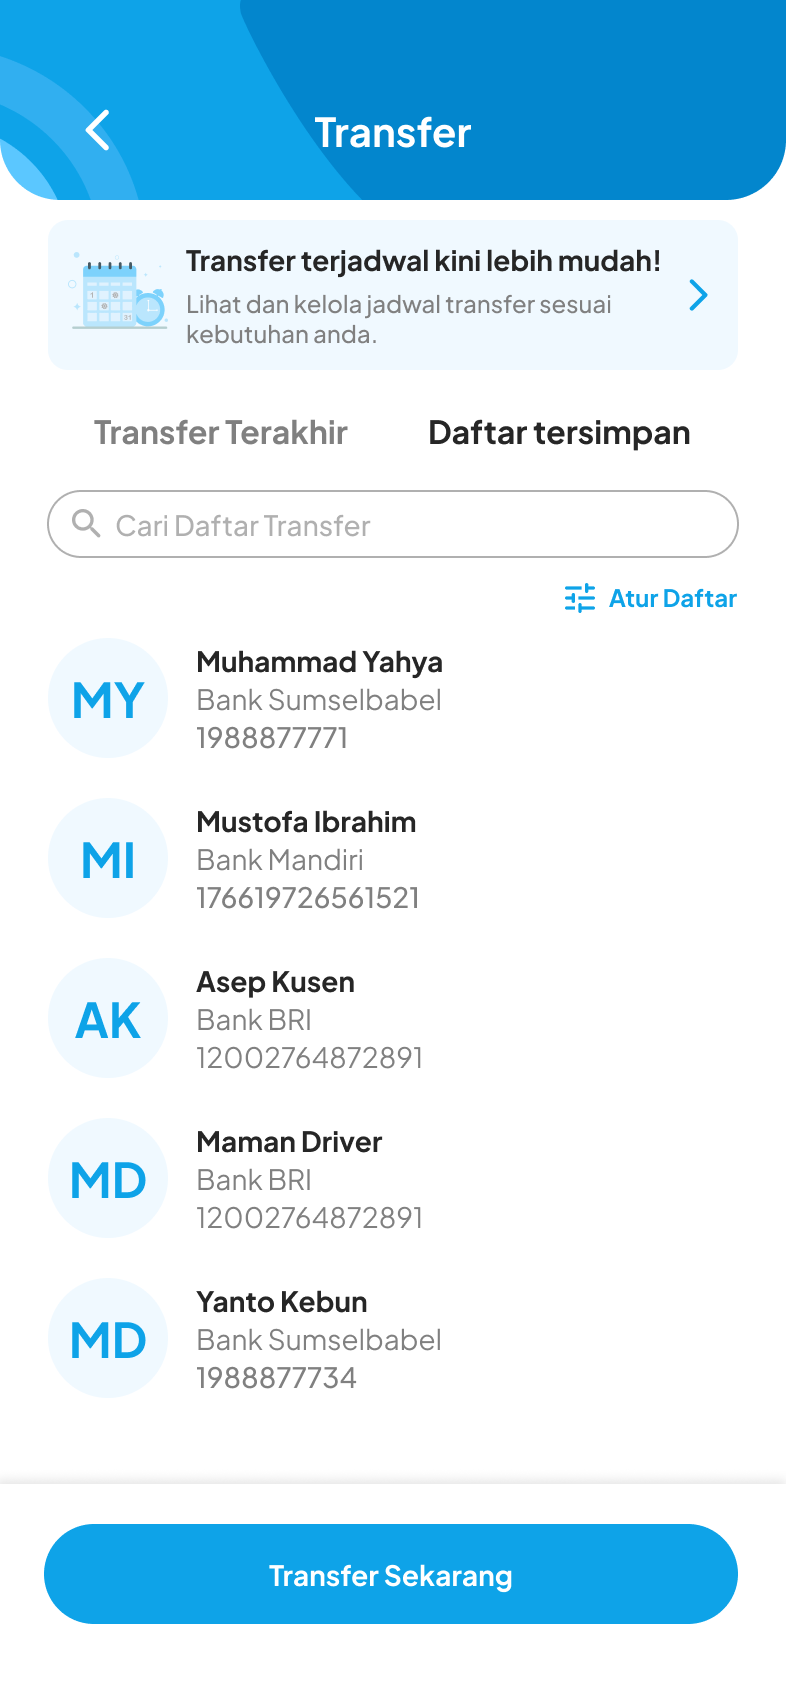 Transfer
Transfer terjadwal kini lebih mudah!
Lihat dan kelola jadwal transfer sesuai
kebutuhan anda.
1
31
Transfer Terakhir
Daftar tersimpan
Cari Daftar Transfer
Atur Daftar
MY
Muhammad Yahya
Bank Sumselbabel
1988877771
MI
Mustofa Ibrahim
Bank Mandiri
176619726561521
AK
Asep Kusen
Bank BRI
12002764872891
MD
Maman Driver
Bank BRI
12002764872891
MD
Yanto Kebun
Bank Sumselbabel
1988877734
Transfer Sekarang